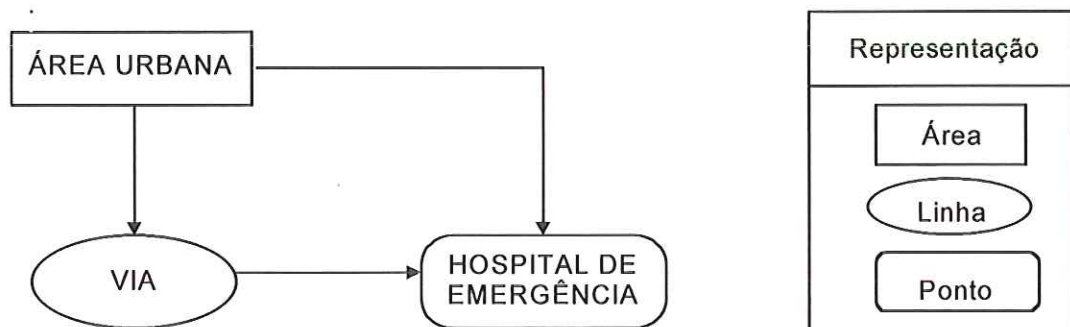 ÁREA URBANA
VIA
HOSPITAL DE
EMERGÊNCIA
Representação
Área
Linha
Ponto